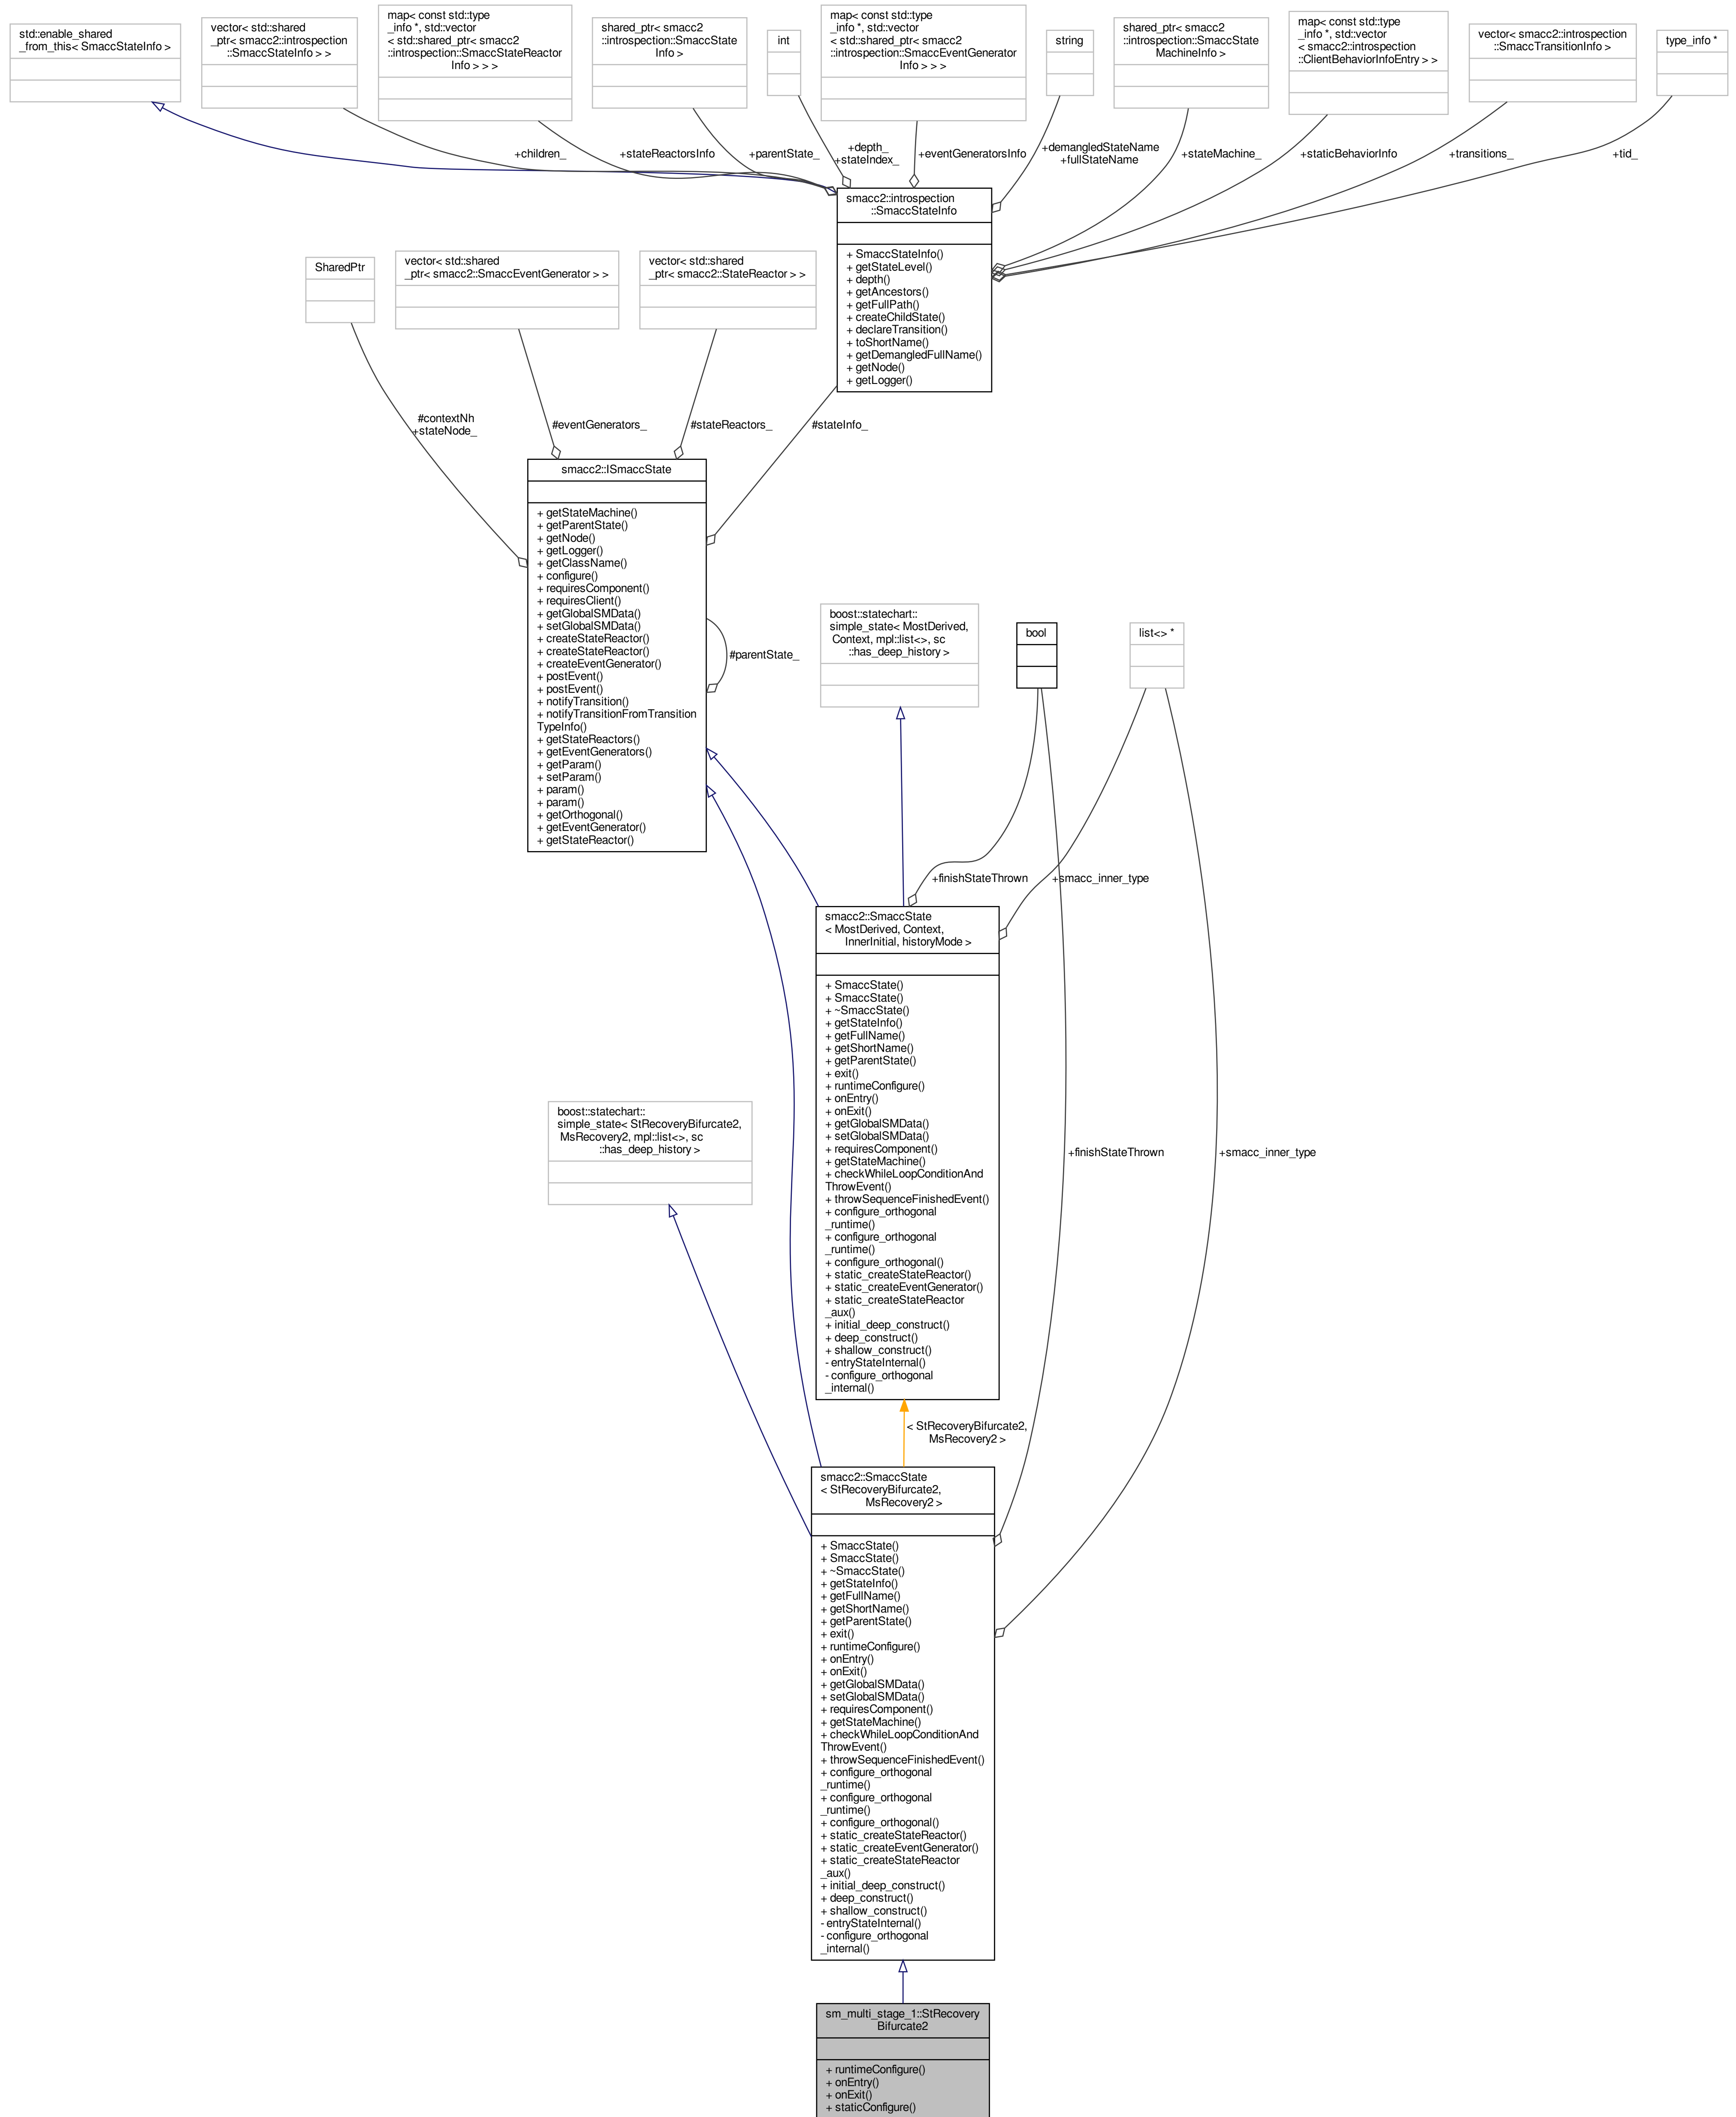 std::enable_shared
_from_this< SmaccStateInfo >
vector< std::shared
_ptr< smacc2::introspection
::SmaccStateInfo > >
map< const std::type
_info *, std::vector
< std::shared_ptr< smacc2
::introspection::SmaccStateReactor
Info > > >
shared_ptr< smacc2
::introspection::SmaccState
Info >
int
map< const std::type
_info *, std::vector
< std::shared_ptr< smacc2
::introspection::SmaccEventGenerator
Info > > >
string
shared_ptr< smacc2
::introspection::SmaccState
MachineInfo >
map< const std::type
_info *, std::vector
< smacc2::introspection
::ClientBehaviorInfoEntry > >
vector< smacc2::introspection
::SmaccTransitionInfo >
type_info *
+children_
+stateReactorsInfo
+parentState_
+depth_
+stateIndex_
+eventGeneratorsInfo
+demangledStateName
+fullStateName
+stateMachine_
+staticBehaviorInfo
+transitions_
+tid_
smacc2::introspection
::SmaccStateInfo
+ SmaccStateInfo()
+ getStateLevel()
+ depth()
+ getAncestors()
+ getFullPath()
+ createChildState()
+ declareTransition()
+ toShortName()
+ getDemangledFullName()
+ getNode()
+ getLogger()
SharedPtr
vector< std::shared
_ptr< smacc2::SmaccEventGenerator > >
vector< std::shared
_ptr< smacc2::StateReactor > >
#contextNh
+stateNode_
#eventGenerators_
#stateReactors_
#stateInfo_
smacc2::ISmaccState
+ getStateMachine()
+ getParentState()
+ getNode()
+ getLogger()
+ getClassName()
+ configure()
+ requiresComponent()
+ requiresClient()
+ getGlobalSMData()
+ setGlobalSMData()
+ createStateReactor()
+ createStateReactor()
+ createEventGenerator()
+ postEvent()
+ postEvent()
+ notifyTransition()
+ notifyTransitionFromTransition
TypeInfo()
+ getStateReactors()
+ getEventGenerators()
+ getParam()
+ setParam()
+ param()
+ param()
+ getOrthogonal()
+ getEventGenerator()
+ getStateReactor()
#parentState_
boost::statechart::
simple_state< MostDerived,
Context, mpl::list<>, sc
::has_deep_history >
bool
list<> *
+finishStateThrown
+smacc_inner_type
smacc2::SmaccState
< MostDerived, Context,
InnerInitial, historyMode >
+ SmaccState()
+ SmaccState()
+ ~SmaccState()
+ getStateInfo()
+ getFullName()
+ getShortName()
+ getParentState()
+ exit()
+ runtimeConfigure()
+ onEntry()
+ onExit()
+ getGlobalSMData()
+ setGlobalSMData()
+ requiresComponent()
+ getStateMachine()
+ checkWhileLoopConditionAnd
ThrowEvent()
+ throwSequenceFinishedEvent()
+ configure_orthogonal
_runtime()
+ configure_orthogonal
_runtime()
+ configure_orthogonal()
+ static_createStateReactor()
+ static_createEventGenerator()
+ static_createStateReactor
_aux()
+ initial_deep_construct()
+ deep_construct()
+ shallow_construct()
- entryStateInternal()
- configure_orthogonal
_internal()
boost::statechart::
simple_state< StRecoveryBifurcate2,
MsRecovery2, mpl::list<>, sc
::has_deep_history >
+finishStateThrown
+smacc_inner_type
< StRecoveryBifurcate2,
MsRecovery2 >
smacc2::SmaccState
< StRecoveryBifurcate2,
MsRecovery2 >
+ SmaccState()
+ SmaccState()
+ ~SmaccState()
+ getStateInfo()
+ getFullName()
+ getShortName()
+ getParentState()
+ exit()
+ runtimeConfigure()
+ onEntry()
+ onExit()
+ getGlobalSMData()
+ setGlobalSMData()
+ requiresComponent()
+ getStateMachine()
+ checkWhileLoopConditionAnd
ThrowEvent()
+ throwSequenceFinishedEvent()
+ configure_orthogonal
_runtime()
+ configure_orthogonal
_runtime()
+ configure_orthogonal()
+ static_createStateReactor()
+ static_createEventGenerator()
+ static_createStateReactor
_aux()
+ initial_deep_construct()
+ deep_construct()
+ shallow_construct()
- entryStateInternal()
- configure_orthogonal
_internal()
sm_multi_stage_1::StRecovery
Bifurcate2
+ runtimeConfigure()
+ onEntry()
+ onExit()
+ staticConfigure()